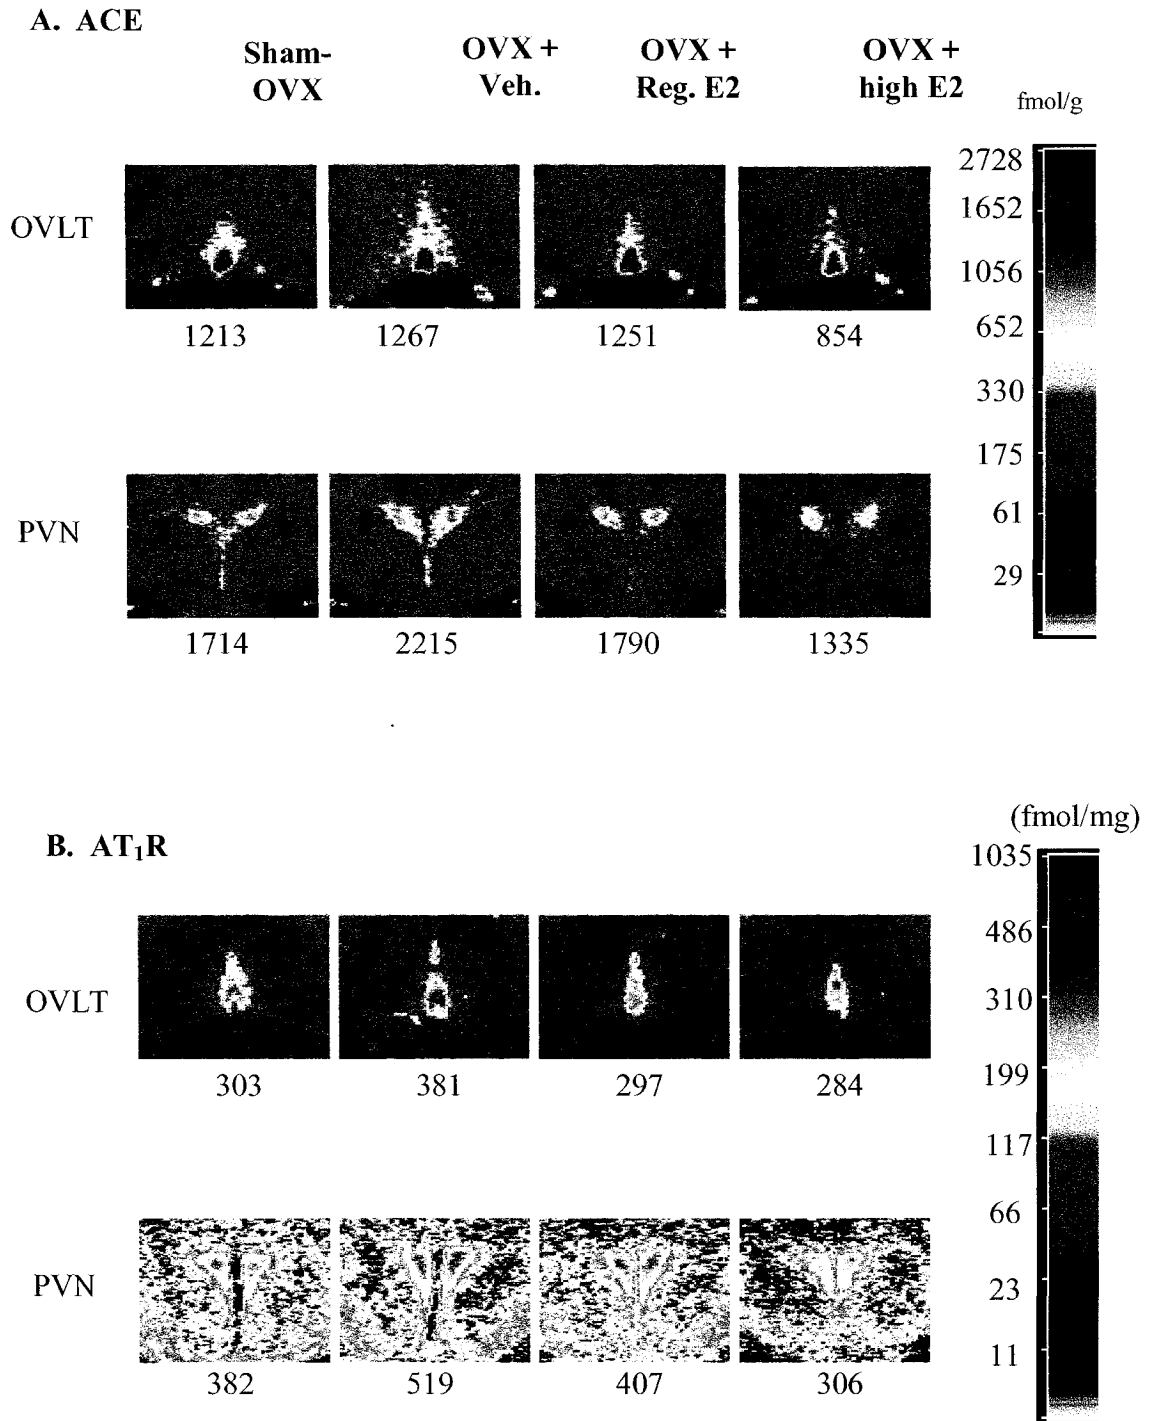 A. ACE
Sham-OVX
OVX + Veh.
OVX + Reg. E2
OVX + high E2
fmol/g
OVLT
1213 1267 1251 854
PVN
1714 2215 1790 1335
2728
1652
1056
652
330
175
61
29
B. AT₁R
(fmol/mg)
OVLT
303 381 297 284
PVN
382 519 407 306
1035
486
310
199
117
66
23
11